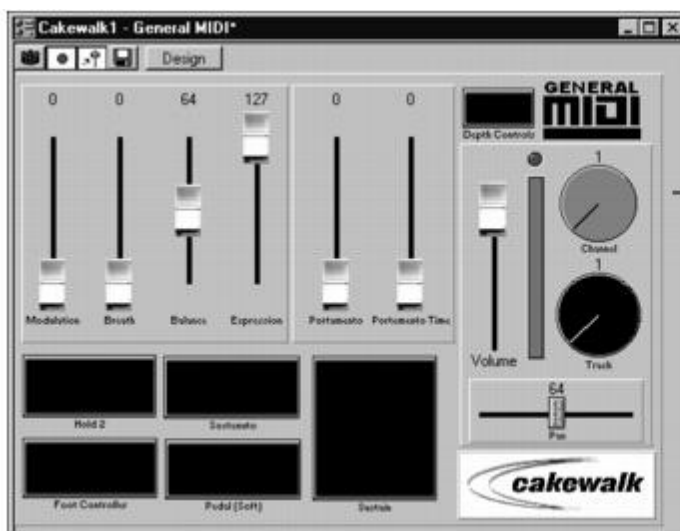 Cakewalk1 - General MIDI*
Design
0 0 64 127 0 0
Modulation Breath Balance Expression Portamento Portamento Time
Depth Controls
GENERAL
MIDI
1
Channel
1
Track
Volume
64
Pan
Hold 2 Sostenuto
Foot Controller Pedal (Soft) Sustain
cakewalk